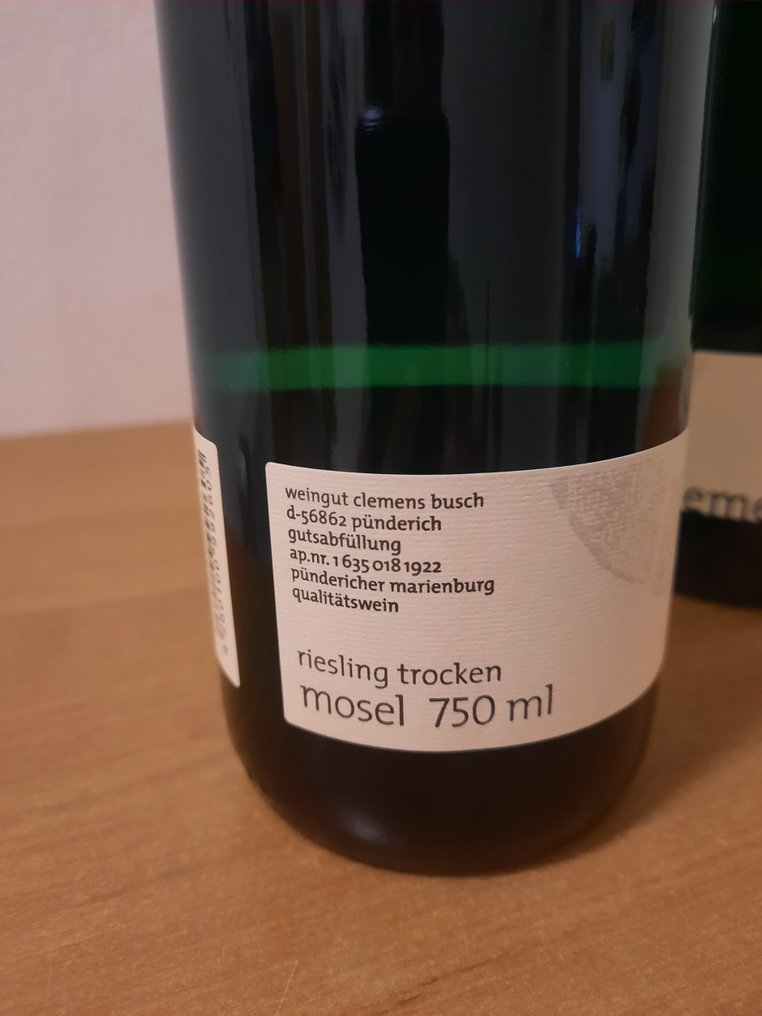 weingut clemens busch
d-56862 pünderich
gutsabfüllung
ap.nr. 1 635 018 1922
pündericher marienburg
qualitätswein
riesling trocken
mosel 750 ml